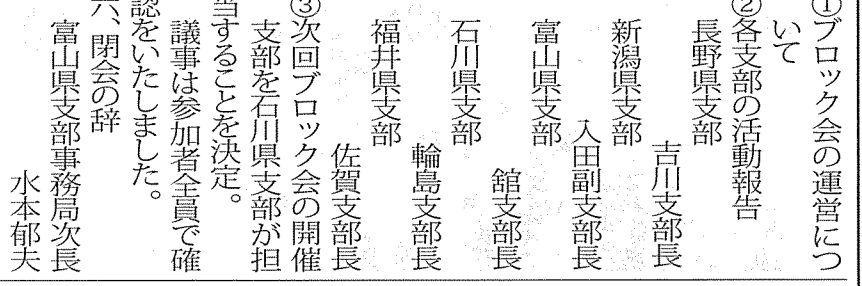 ①ブロック会の運営につ
いて
②各支部の活動報告
長野県支部
吉川支部長
新潟県支部
入田副支部長
富山県支部
舘支部長
石川県支部
輪島支部長
福井県支部
佐賀支部長
③次回ブロック会の開催
支部を石川県支部が担
当することを決定。
議事は参加者全員で確
認をいたしました。
六、閉会の辞
富山県支部事務局次長
水本郁夫